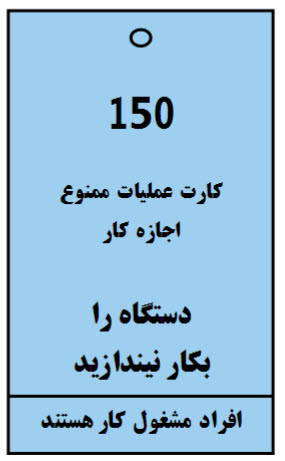 150
کارت عملیات ممنوع
اجازه کار
دستگاه را
بکار نیندازید
افراد مشغول کار هستند